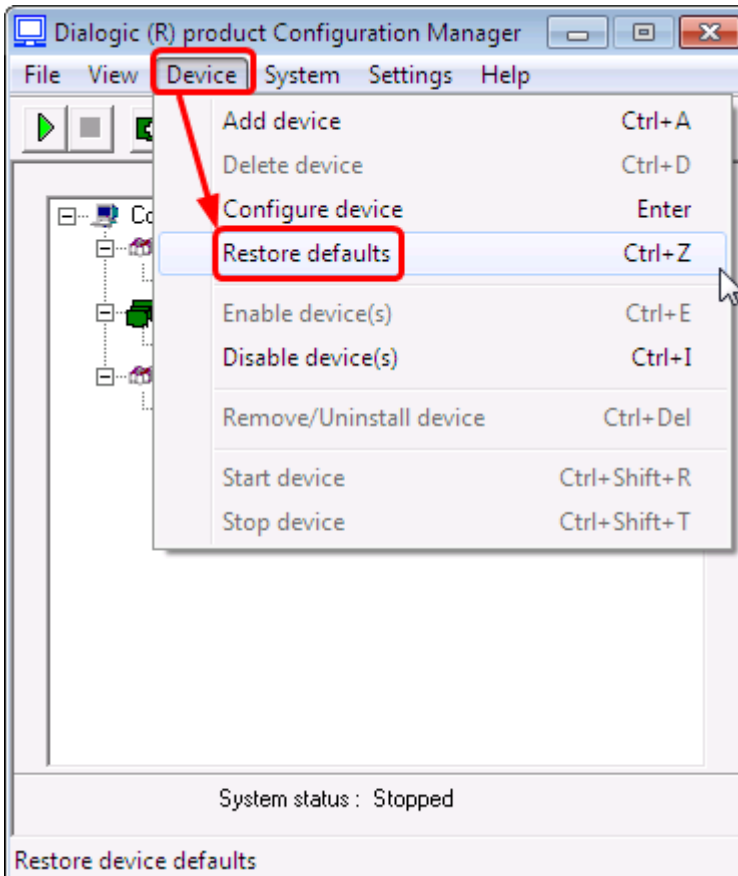 Dialogic (R) product Configuration Manager
File View Device System Settings Help
Add device Ctrl+A
Delete device Ctrl+D
Configure device Enter
Restore defaults Ctrl+Z
Enable device(s) Ctrl+E
Disable device(s) Ctrl+I
Remove/Uninstall device Ctrl+Del
Start device Ctrl+Shift+R
Stop device Ctrl+Shift+T
Co
System status : Stopped
Restore device defaults